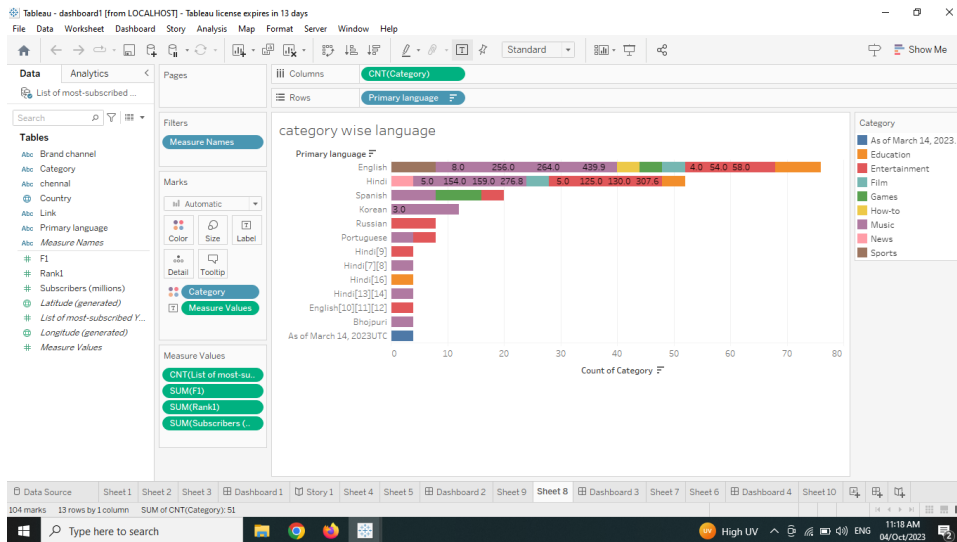 Tableau - dashboard1 [from LOCALHOST] - Tableau license expires in 13 days
File Data Worksheet Dashboard Story Analysis Map Format Server Window Help
Standard
Show Me
Data Analytics
List of most-subscribed ...
Search
Tables
Abc Brand channel
Abc Category
Abc chennal
Country
Abc Link
Abc Primary language
Abc Measure Names
# F1
# Rank1
# Subscribers (millions)
Latitude (generated)
# List of most-subscribed Y...
Longitude (generated)
# Measure Values
Pages
Filters
Measure Names
Marks
Automatic
Color Size Label
Detail Tooltip
Category
Measure Values
Measure Values
CNT(List of most-su..
SUM(F1)
SUM(Rank1)
SUM(Subscribers (..
Columns CNT(Category)
Rows Primary language
category wise language
Primary language
English 8.0 256.0 264.0 439.9 4.0 54.0 58.0
Hindi 5.0 154.0 159.0 276.8 5.0 125.0 130.0 307.6
Spanish
Korean 3.0
Russian
Portuguese
Hindi[9]
Hindi[7][8]
Hindi[16]
Hindi[13][14]
English[10][11][12]
Bhojpuri
As of March 14, 2023UTC
0 10 20 30 40 50 60 70 80
Count of Category
Category
As of March 14, 2023.
Education
Entertainment
Film
Games
How-to
Music
News
Sports
Data Source Sheet 1 Sheet 2 Sheet 3 Dashboard 1 Story 1 Sheet 4 Sheet 5 Dashboard 2 Sheet 9 Sheet 8 Dashboard 3 Sheet 7 Sheet 6 Dashboard 4 Sheet 10
104 marks 13 rows by 1 column SUM of CNT(Category): 51
Type here to search
High UV ENG 11:18 AM
04/Oct/2023
2